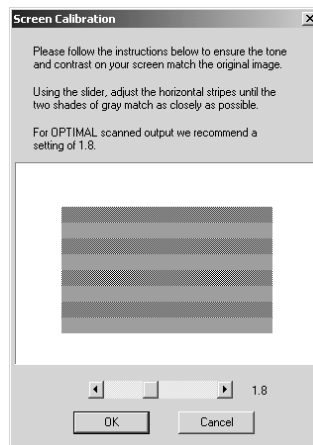 Screen Calibration
Please follow the instructions below to ensure the tone
and contrast on your screen match the original image.
Using the slider, adjust the horizontal stripes until the
two shades of gray match as closely as possible.
For OPTIMAL scanned output we recommend a
setting of 1.8.
1.8
OK Cancel